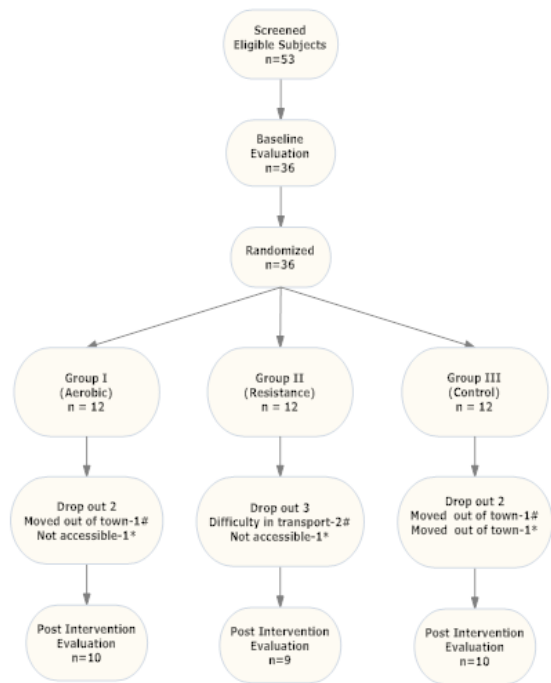 Screened
Eligible Subjects
n=53
Baseline
Evaluation
n=36
Randomized
n=36
Group I
(Aerobic)
n = 12
Group II
(Resistance)
n = 12
Group III
(Control)
n = 12
Drop out 2
Moved out of town-1#
Not accessible-1*
Drop out 3
Difficulty in transport-2#
Not accessible-1*
Drop out 2
Moved out of town-1#
Moved out of town-1*
Post Intervention
Evaluation
n=10
Post Intervention
Evaluation
n=9
Post Intervention
Evaluation
n=10